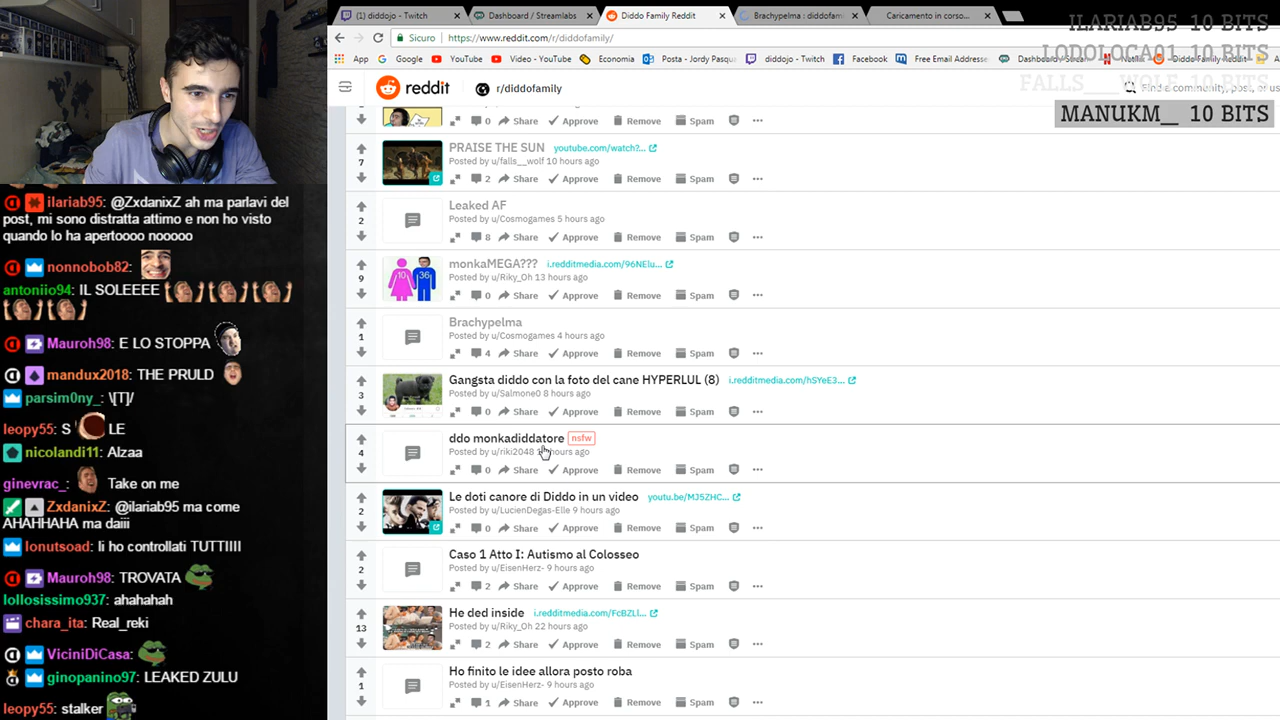 diddojo - Twitch
Dashboard / Streamlabs
Diddo Family Reddit
Brachypelma : diddofam
Caricamento in corso...
Sicuro
https://www.reddit.com/r/diddofamily/
App
Google
YouTube
Video - YouTube
Economia
Posta - Jordy Pasqu
diddojo - Twitch
Facebook
Free Email Addresse
ILARIAB95 10 BITS
LODOLOCA01 10 BITS
FALLS__WOLF 10 BITS
MANUKM__ 10 BITS
reddit
r/diddofamily
Find a community, post, or us
0 Share Approve Remove Spam
7
PRAISE THE SUN youtube.com/watch?...
Posted by u/falls__wolf 10 hours ago
2 Share Approve Remove Spam
2
Leaked AF
Posted by u/Cosmogames 5 hours ago
8 Share Approve Remove Spam
9
10 36
monkaMEGA??? i.redditmedia.com/96NElu...
Posted by u/Riky_Oh 13 hours ago
0 Share Approve Remove Spam
1
Brachypelma
Posted by u/Cosmogames 4 hours ago
4 Share Approve Remove Spam
3
Gangsta diddo con la foto del cane HYPERLUL (8) i.redditmedia.com/hSYeE3...
Posted by u/Salmone0 8 hours ago
0 Share Approve Remove Spam
4
ddo monkadiddatore nsfw
Posted by u/riki2048 hours ago
0 Share Approve Remove Spam
2
Le doti canore di Diddo in un video youtu.be/MJ5ZHC...
Posted by u/LucienDegas-Elle 9 hours ago
0 Share Approve Remove Spam
2
Caso 1 Atto I: Autismo al Colosseo
Posted by u/EisenHerz- 9 hours ago
2 Share Approve Remove Spam
13
He ded inside i.redditmedia.com/FcBZLl...
Posted by u/Riky_Oh 22 hours ago
2 Share Approve Remove Spam
1
Ho finito le idee allora posto roba
Posted by u/EisenHerz- 9 hours ago
1 Share Approve Remove Spam
ilariab95: @ZxdanixZ ah ma parlavi del
post, mi sono distratta attimo e non ho visto
quando lo ha apertoooo nooooo
nonnobob82:
antoniio94: IL SOLEEEE
Mauroh98: E LO STOPPA
mandux2018: THE PRULD
parsim0ny_: \[T]/
leopy55: S LE
nicolandi11: Alzaa
ginevrac_: Take on me
ZxdanixZ: @ilariab95 ma come
AHAHHAHA ma daiii
Ionutsoad: li ho controllati TUTTIIII
Mauroh98: TROVATA
lollosissimo937: ahahahah
chara_ita: Real_reki
ViciniDiCasa:
ginopanino97: LEAKED ZULU
leopy55: stalker